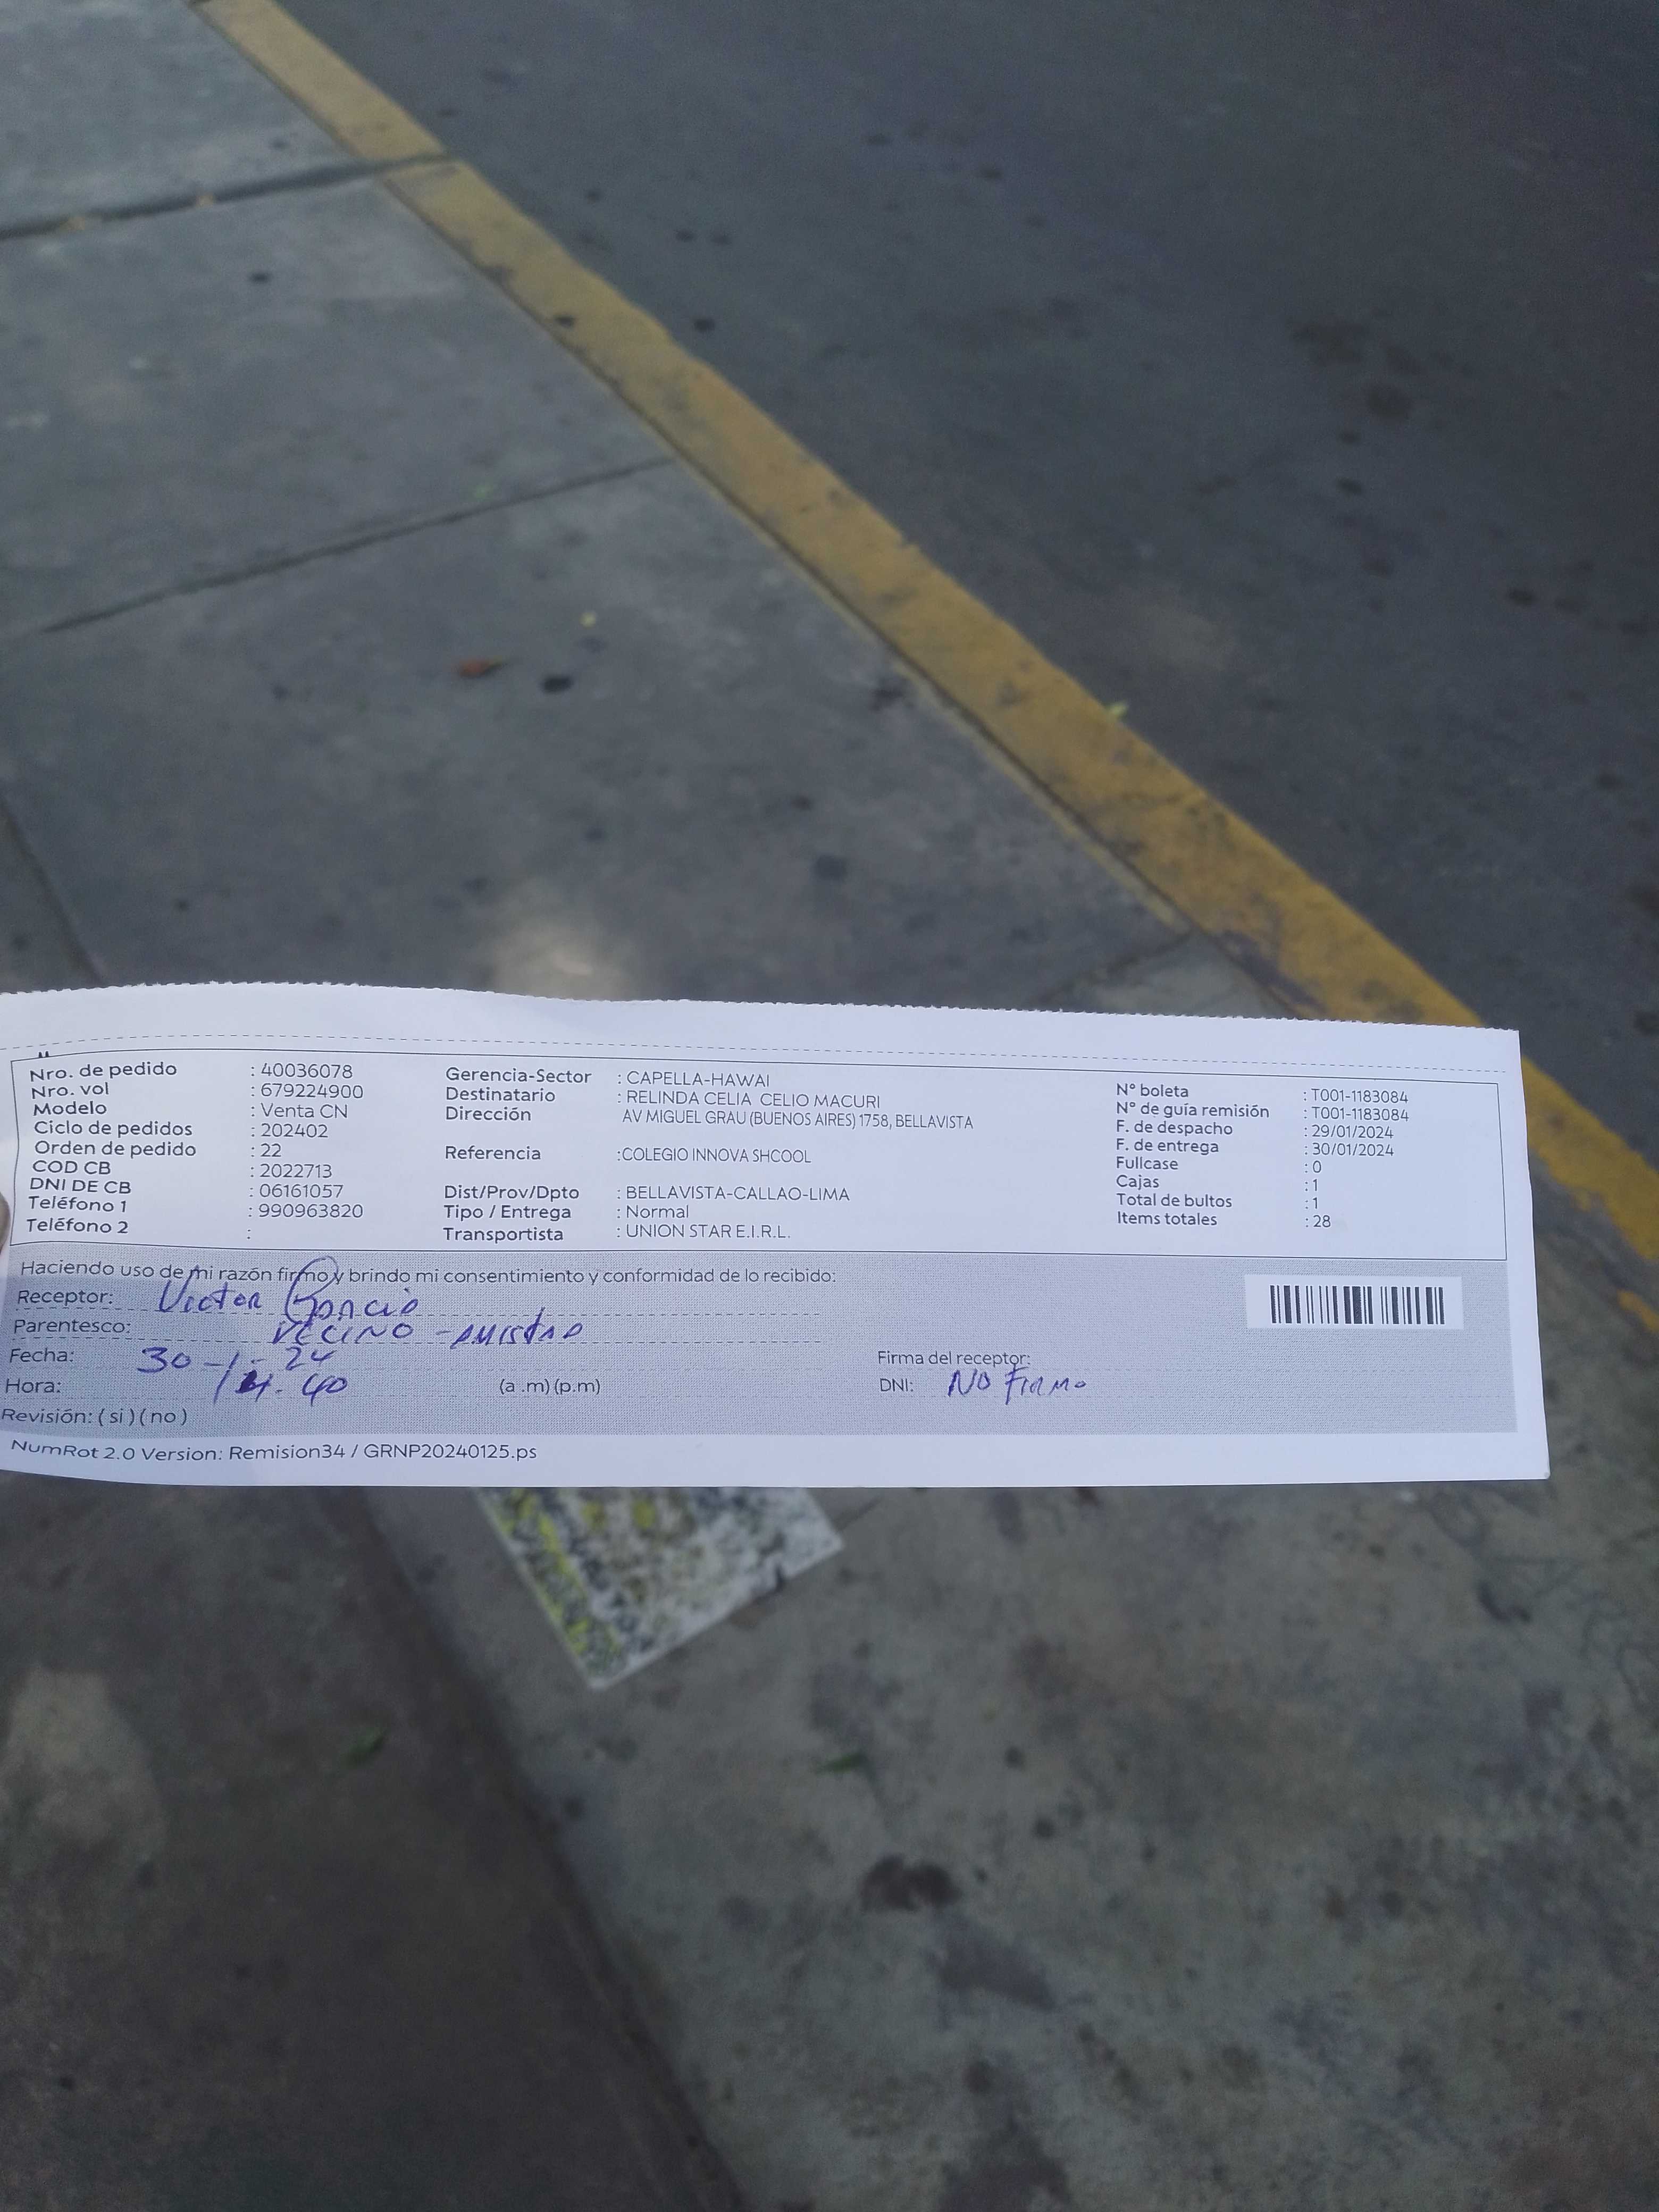 Nro. de pedido : 40036078
Nro. vol : 679224900
Modelo : Venta CN
Ciclo de pedidos : 202402
Orden de pedido : 22
COD CB : 2022713
DNI DE CB : 06161057
Teléfono 1 : 990963820
Teléfono 2 :
Gerencia-Sector : CAPELLA-HAWAI
Destinatario : RELINDA CELIA CELIO MACURI
Dirección AV MIGUEL GRAU (BUENOS AIRES) 1758, BELLAVISTA
Referencia :COLEGIO INNOVA SHCOOL
Dist/Prov/Dpto : BELLAVISTA-CALLAO-LIMA
Tipo / Entrega : Normal
Transportista : UNION STAR E.I.R.L.
N° boleta : T001-1183084
N° de guía remisión : T001-1183084
F. de despacho : 29/01/2024
F. de entrega : 30/01/2024
Fullcase : 0
Cajas : 1
Total de bultos : 1
Items totales : 28
Haciendo uso de mi razón firmo y brindo mi consentimiento y conformidad de lo recibido:
Receptor: Victor Garcia
Parentesco: VECINO - AMISTAD
Fecha: 30-1-24
Hora: 40 (a .m) (p.m)
Revisión: ( si ) ( no )
Firma del receptor:
DNI: NO FIRMO
NumRot 2.0 Version: Remision34 / GRNP20240125.ps